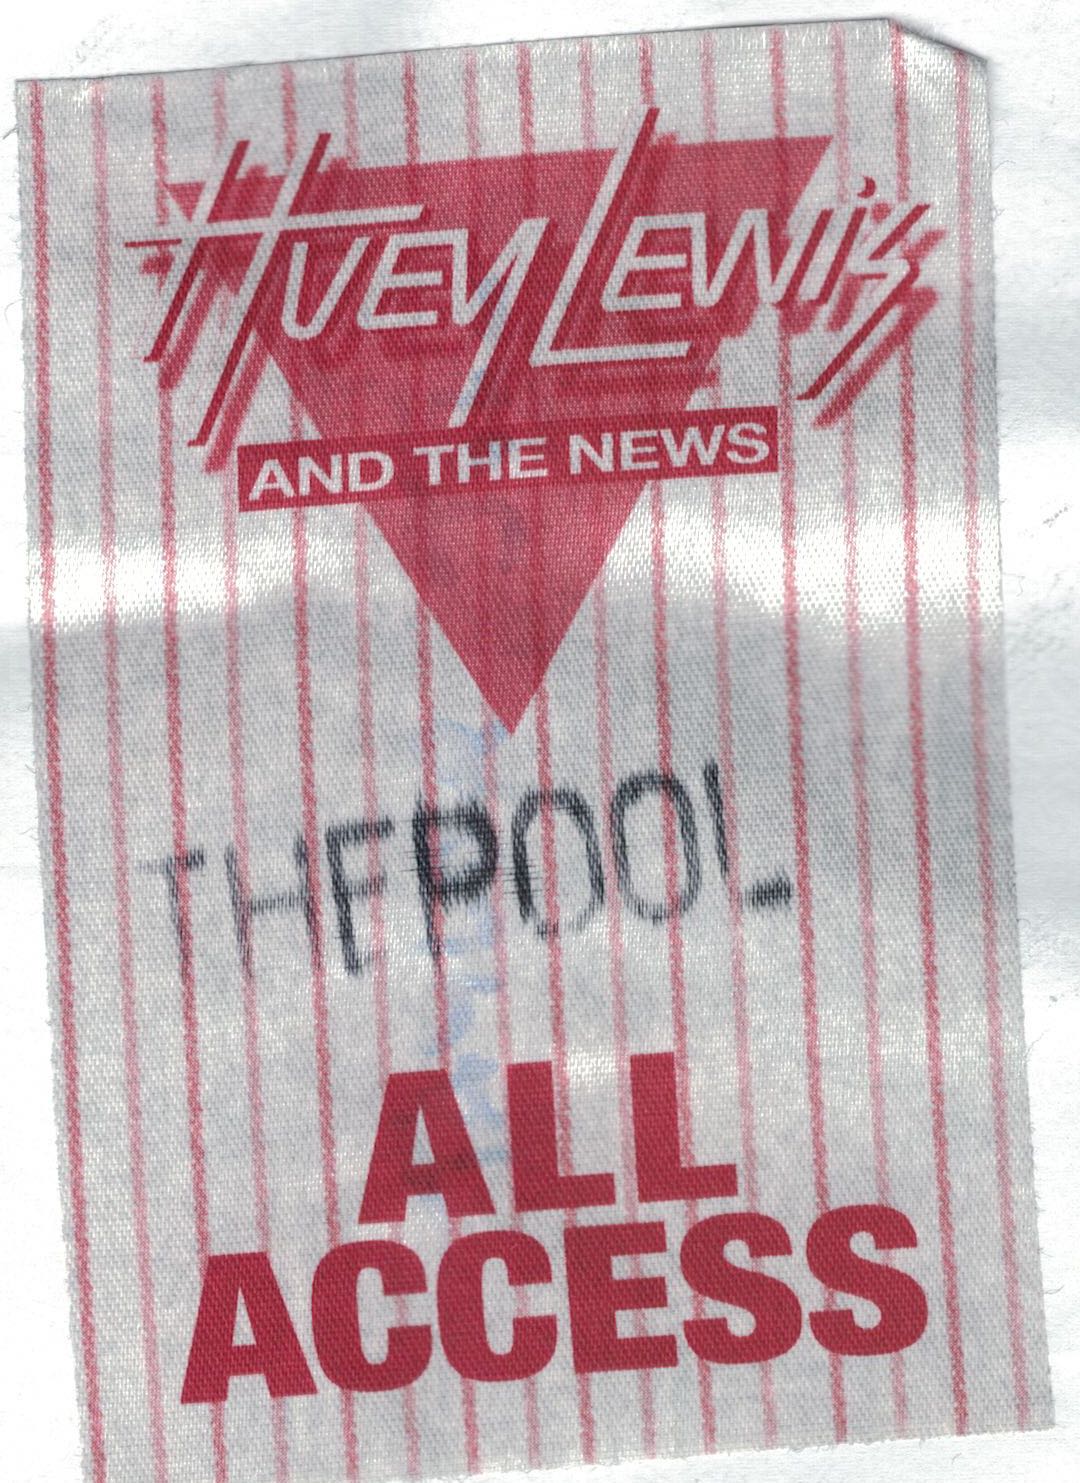 HUEY LEWIS
AND THE NEWS
THE POOL
ALL
ACCESS